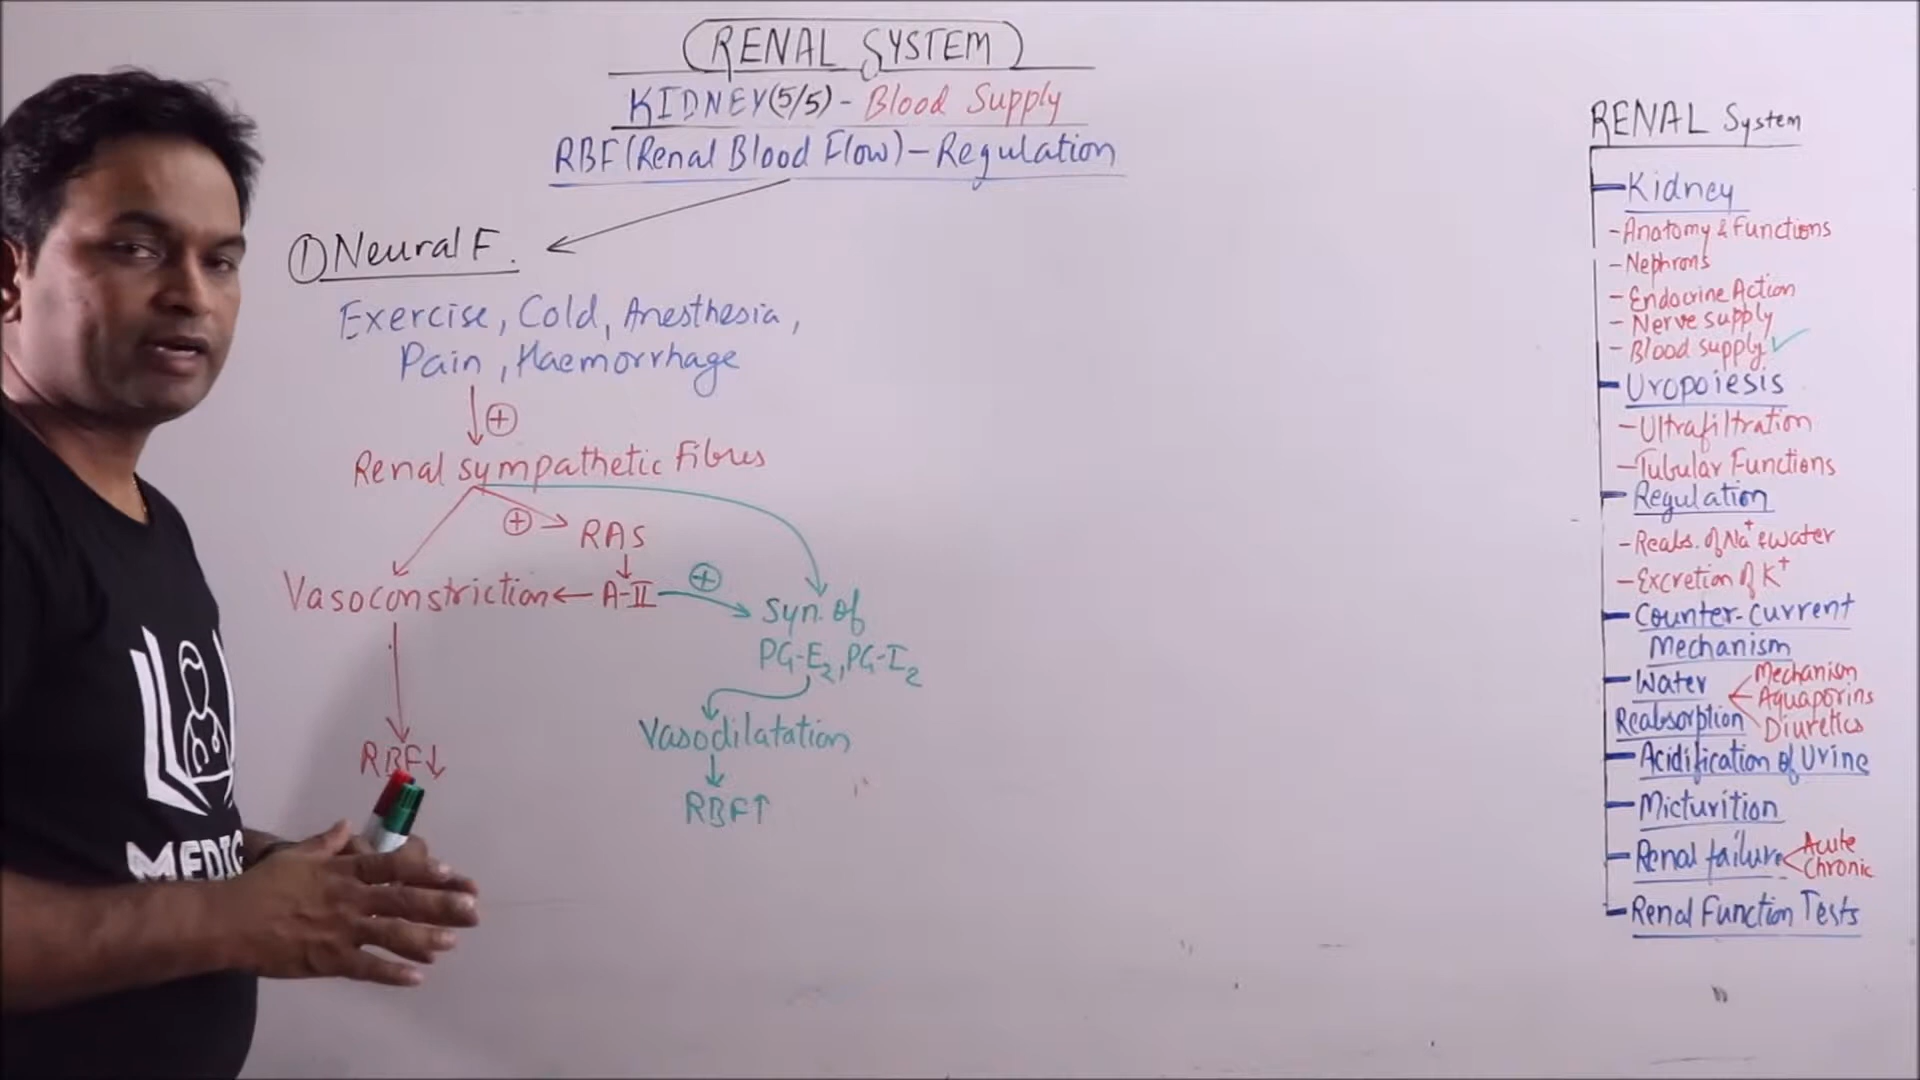 RENAL SYSTEM
KIDNEY(5/5) - Blood Supply
RBF (Renal Blood Flow) - Regulation
① Neural F.
Exercise, Cold, Anesthesia,
Pain, Haemorrhage
⊕
Renal sympathetic Fibres
⊕ RAS
Vasoconstriction ← A-II ⊕
Syn. of
PG-E₂, PG-I₂
Vasodilatation
RBF↓
RBF↑
MEDIC
RENAL System
Kidney
- Anatomy & Functions
- Nephrons
- Endocrine Action
- Nerve supply
- Blood supply ✓
Uropoiesis
- Ultrafiltration
- Tubular Functions
Regulation
- Reabs. of Na⁺ & water
- Excretion of K⁺
Counter-current
Mechanism
Water
Reabsorption
Mechanism
Aquaporins
Diuretics
Acidification of Urine
Micturition
Renal failure
Acute
Chronic
Renal Function Tests